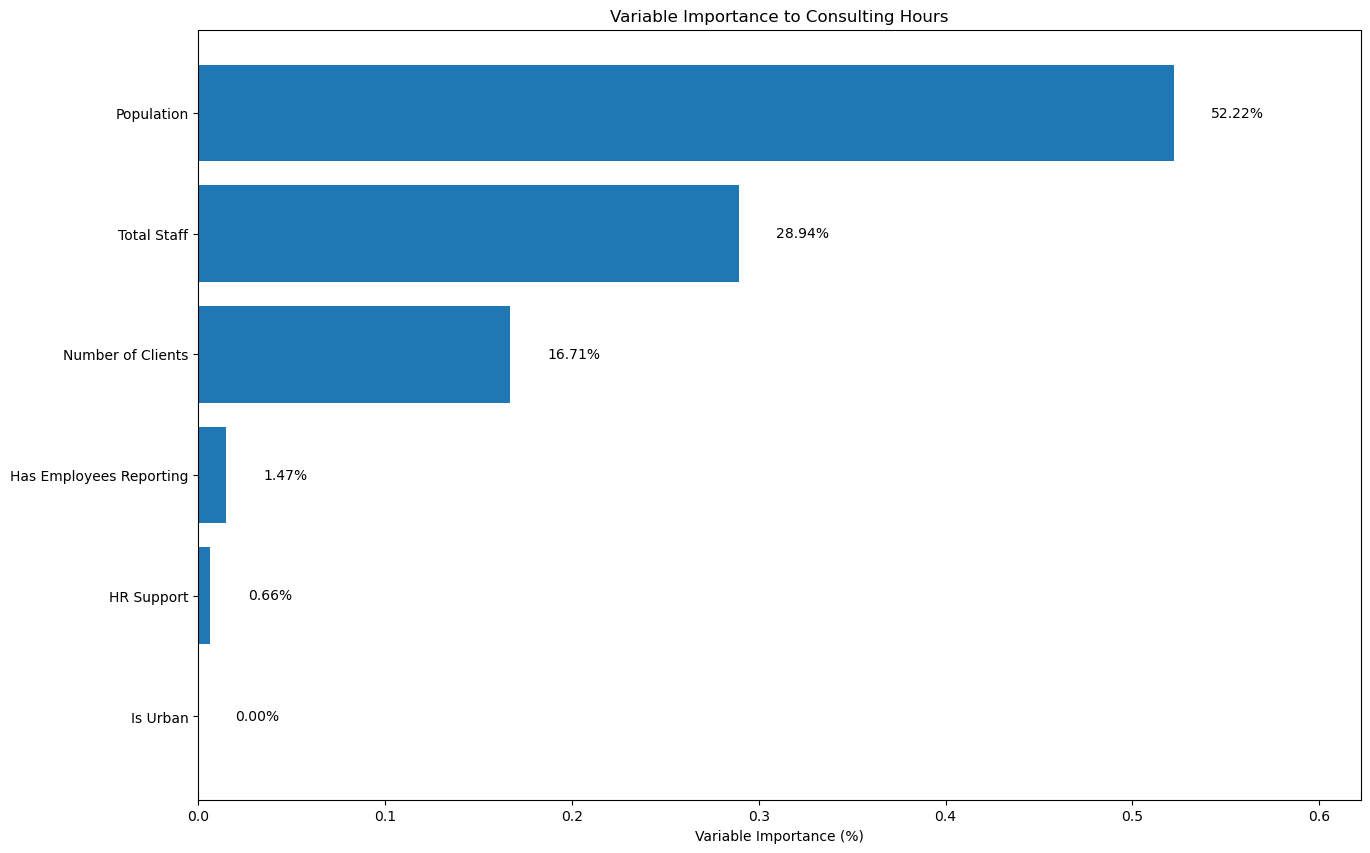 Variable Importance to Consulting Hours
Population
52.22%
Total Staff
28.94%
Number of Clients
16.71%
Has Employees Reporting
1.47%
HR Support
0.66%
Is Urban
0.00%
0.0 0.1 0.2 0.3 0.4 0.5 0.6
Variable Importance (%)